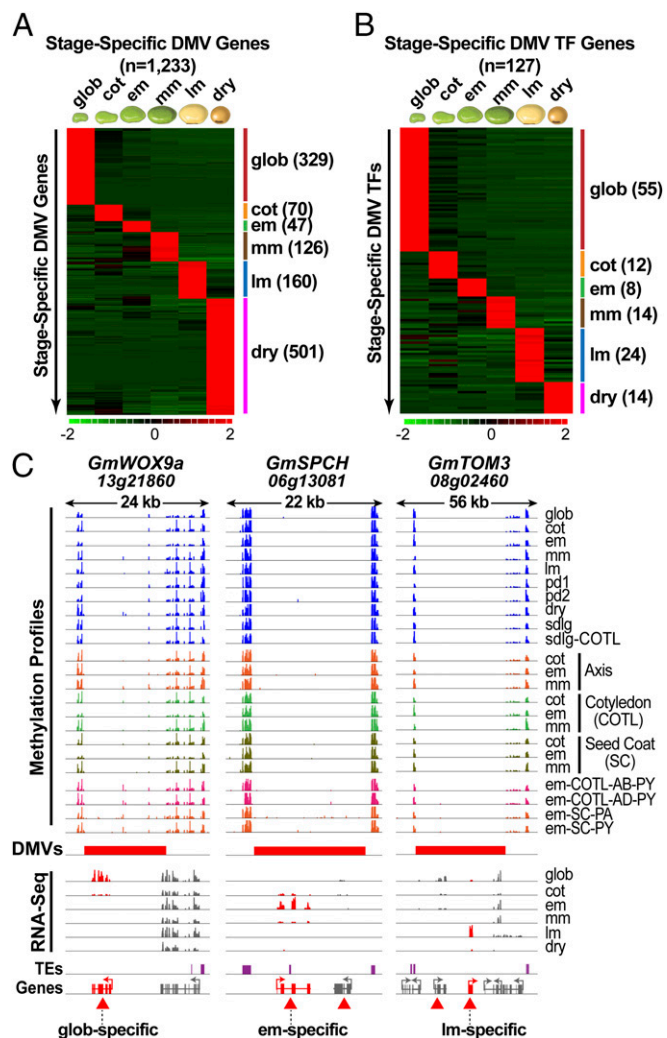 A
Stage-Specific DMV Genes
(n=1,233)
glob cot em mm lm dry
Stage-Specific DMV Genes
glob (329)
cot (70)
em (47)
mm (126)
lm (160)
dry (501)
-2 0 2
B
Stage-Specific DMV TF Genes
(n=127)
glob cot em mm lm dry
Stage-Specific DMV TFs
glob (55)
cot (12)
em (8)
mm (14)
lm (24)
dry (14)
-2 0 2
C
GmWOX9a GmSPCH GmTOM3
13g21860 06g13081 08g02460
24 kb 22 kb 56 kb
Methylation Profiles
glob
cot
em
mm
lm
pd1
pd2
dry
sdlg
sdlg-COTL
cot
em
mm
Axis
cot
em
mm
Cotyledon
(COTL)
cot
em
mm
Seed Coat
(SC)
em-COTL-AB-PY
em-COTL-AD-PY
em-SC-PA
em-SC-PY
DMVs
RNA-Seq
glob
cot
em
mm
lm
dry
TEs
Genes
glob-specific em-specific lm-specific